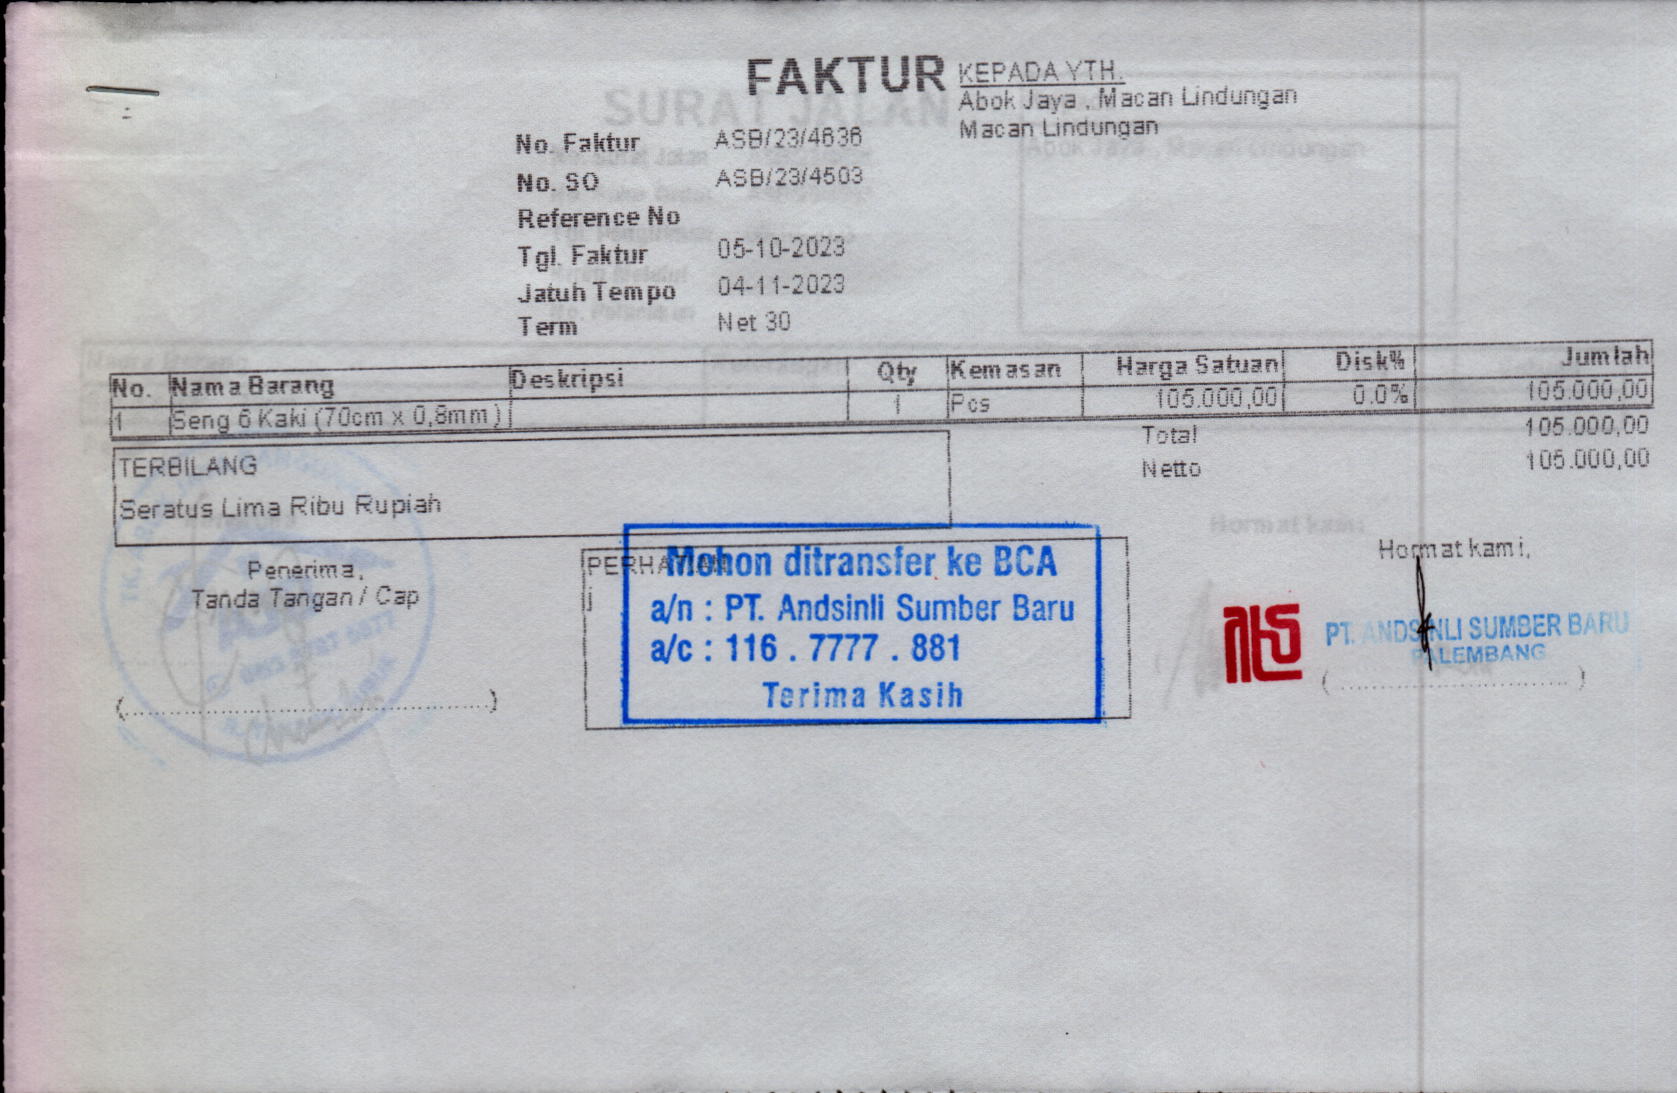 FAKTUR
KEPADA YTH.
Abok Jaya , Macan Lindungan
Macan Lindungan
SURAT JALAN
No. Faktur ASB/23/4636
No. SO ASB/23/4503
Reference No
Tgl. Faktur 05-10-2023
Jatuh Tempo 04-11-2023
Term Net 30
No. Nama Barang Deskripsi Qty Kemasan Harga Satuan Disk% Jumlah
1 Seng 6 Kaki (70cm x 0,8mm) 1 Pcs 105.000,00 0.0% 105.000,00
Total 105.000,00
Netto 105.000,00
TERBILANG
Seratus Lima Ribu Rupiah
Penerima,
Tanda Tangan / Cap
(..............................................)
PERHATIAN
Mohon ditransfer ke BCA
a/n : PT. Andsinli Sumber Baru
a/c : 116 . 7777 . 881
Terima Kasih
Hormat kami,
Hormat kami,
PT. ANDSINLI SUMBER BARU
PALEMBANG
(..............................)